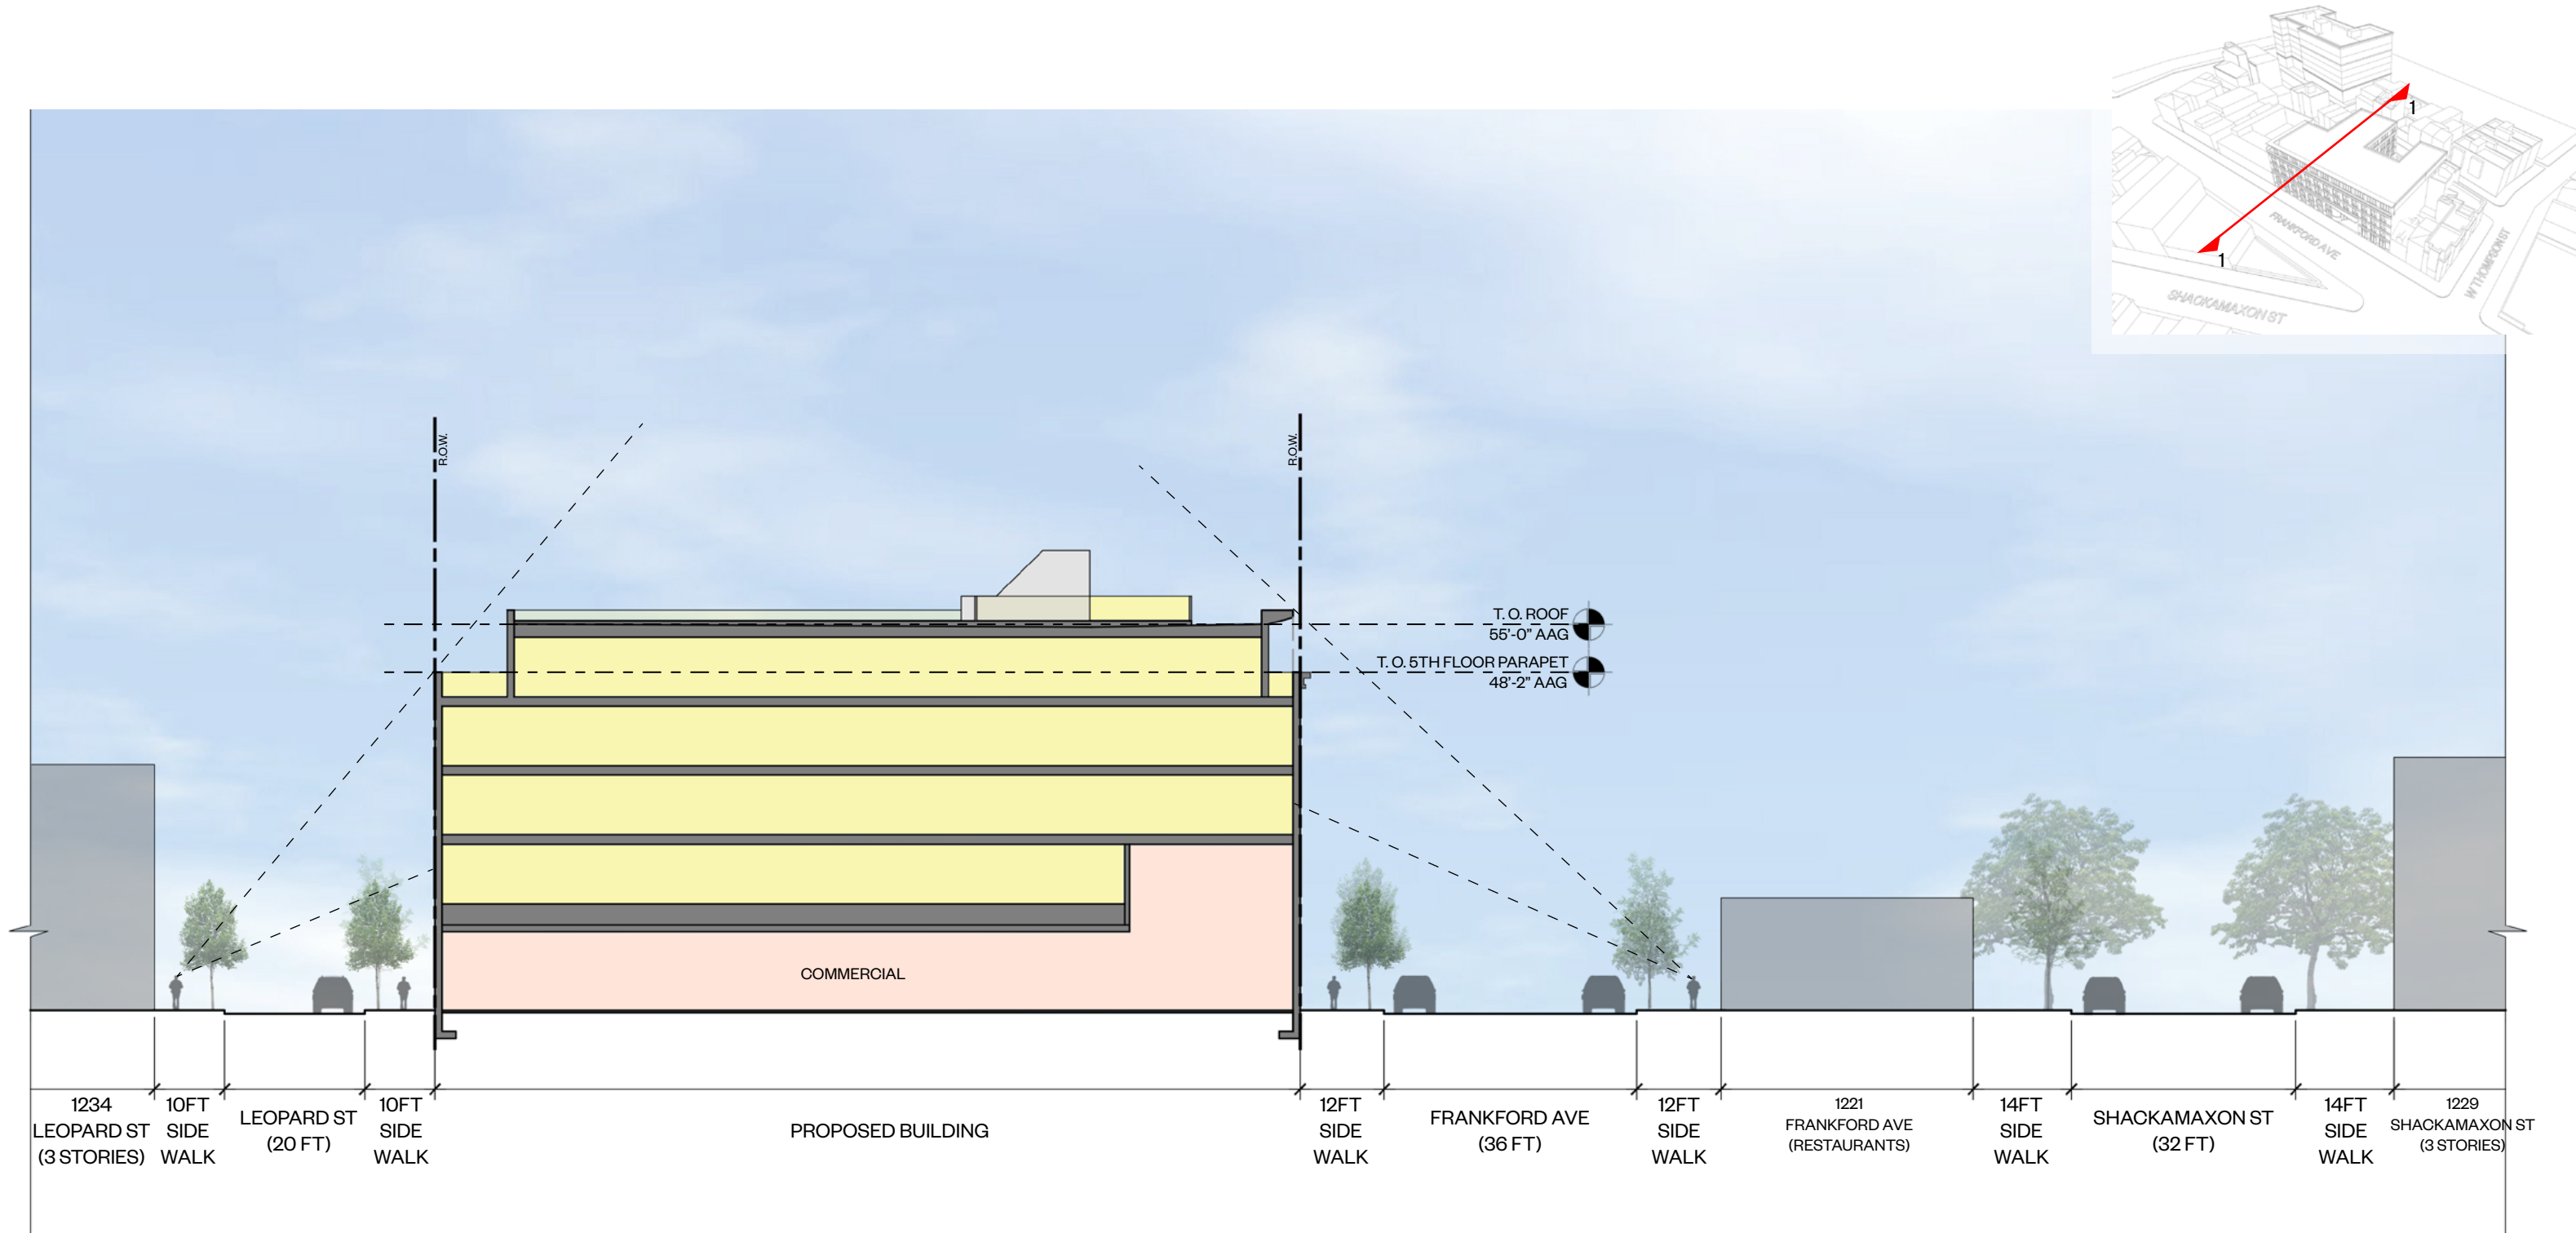 1
1
FRANKFORD AVE
W THOMPSON ST
SHACKAMAXON ST
R.O.W.
R.O.W.
T. O. ROOF
55'-0" AAG
T. O. 5TH FLOOR PARAPET
48'-2" AAG
COMMERCIAL
1234
LEOPARD ST
(3 STORIES)
10FT
SIDE
WALK
LEOPARD ST
(20 FT)
10FT
SIDE
WALK
PROPOSED BUILDING
12FT
SIDE
WALK
FRANKFORD AVE
(36 FT)
12FT
SIDE
WALK
1221
FRANKFORD AVE
(RESTAURANTS)
14FT
SIDE
WALK
SHACKAMAXON ST
(32 FT)
14FT
SIDE
WALK
1229
SHACKAMAXON ST
(3 STORIES)